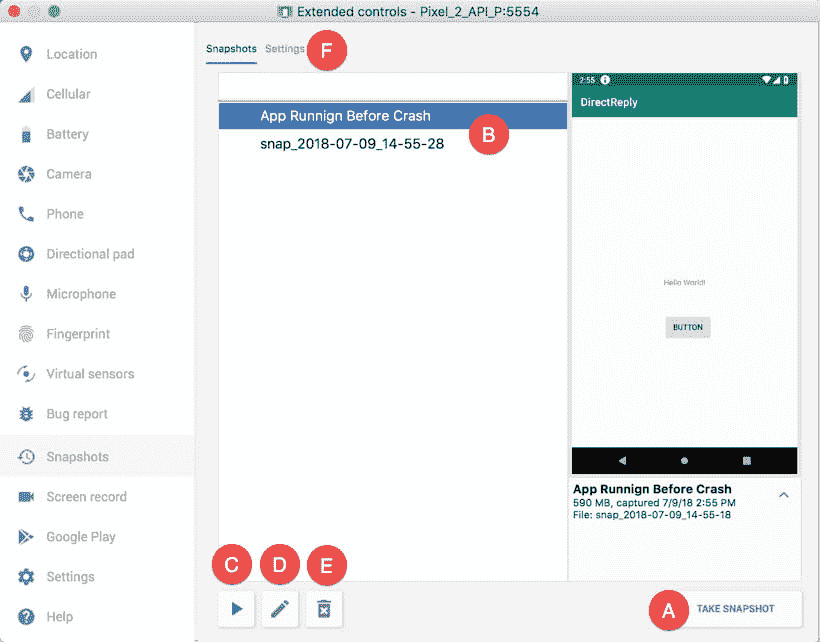 Extended controls - Pixel_2_API_P:5554
Location
Cellular
Battery
Camera
Phone
Directional pad
Microphone
Fingerprint
Virtual sensors
Bug report
Snapshots
Screen record
Google Play
Settings
Help
Snapshots Settings F
App Runnign Before Crash
B
snap_2018-07-09_14-55-28
2:55
DirectReply
Hello World!
BUTTON
App Runnign Before Crash
590 MB, captured 7/9/18 2:55 PM
File: snap_2018-07-09_14-55-18
C D E
A TAKE SNAPSHOT